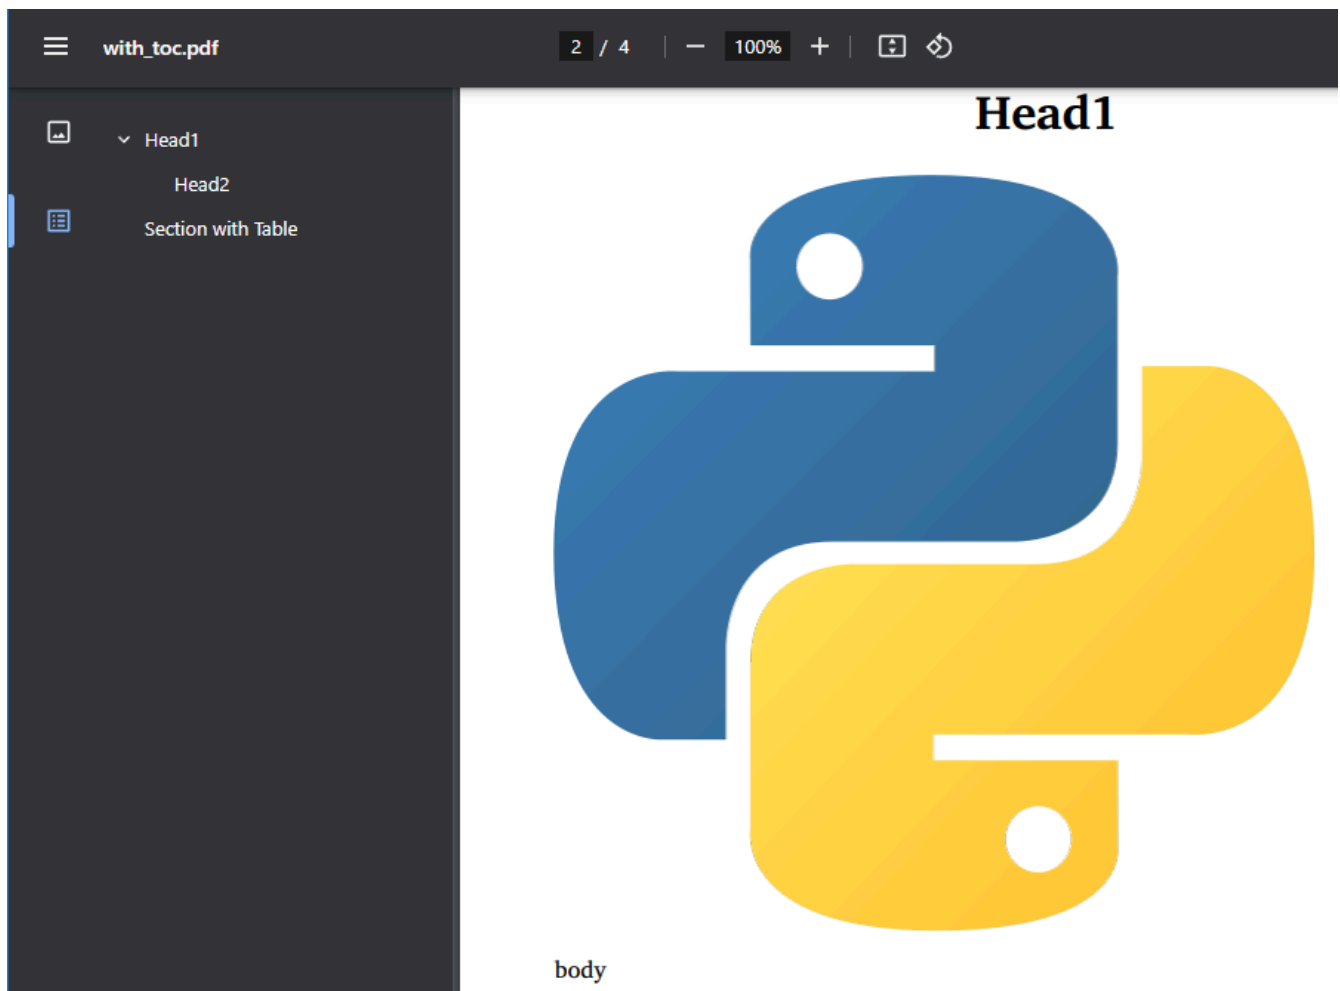 with_toc.pdf 2 / 4 100%
Head1
Head2
Section with Table
Head1
body